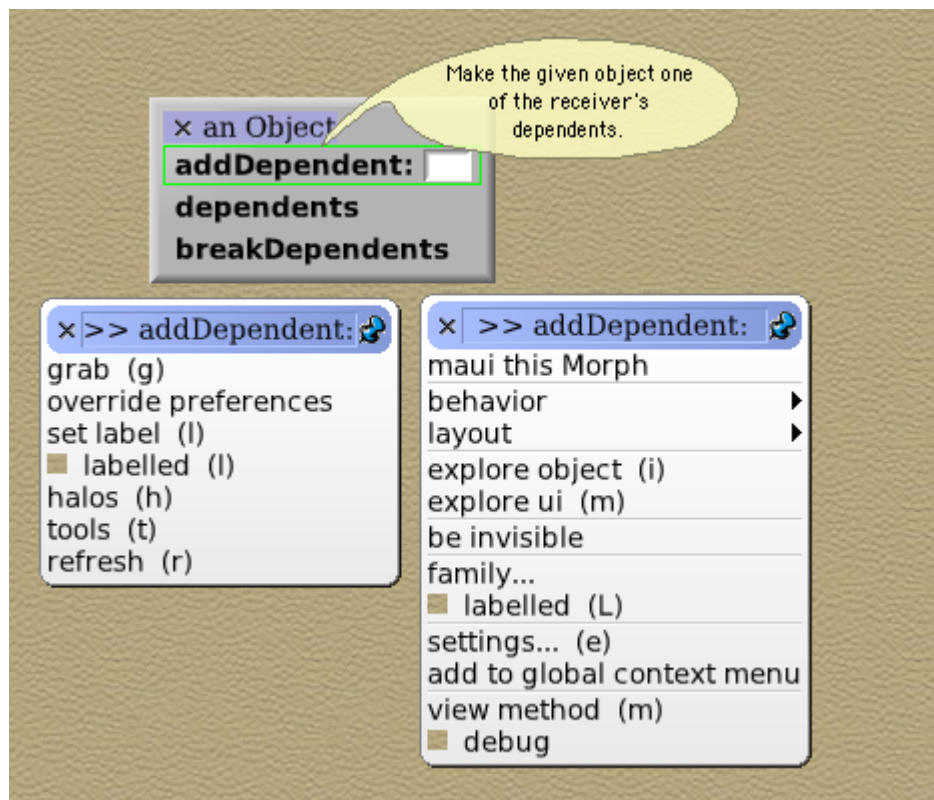 Make the given object one
of the receiver's
dependents.
× an Object
addDependent:
dependents
breakDependents
× >> addDependent:
grab (g)
override preferences
set label (l)
labelled (l)
halos (h)
tools (t)
refresh (r)
× >> addDependent:
maui this Morph
behavior
layout
explore object (i)
explore ui (m)
be invisible
family...
labelled (L)
settings... (e)
add to global context menu
view method (m)
debug